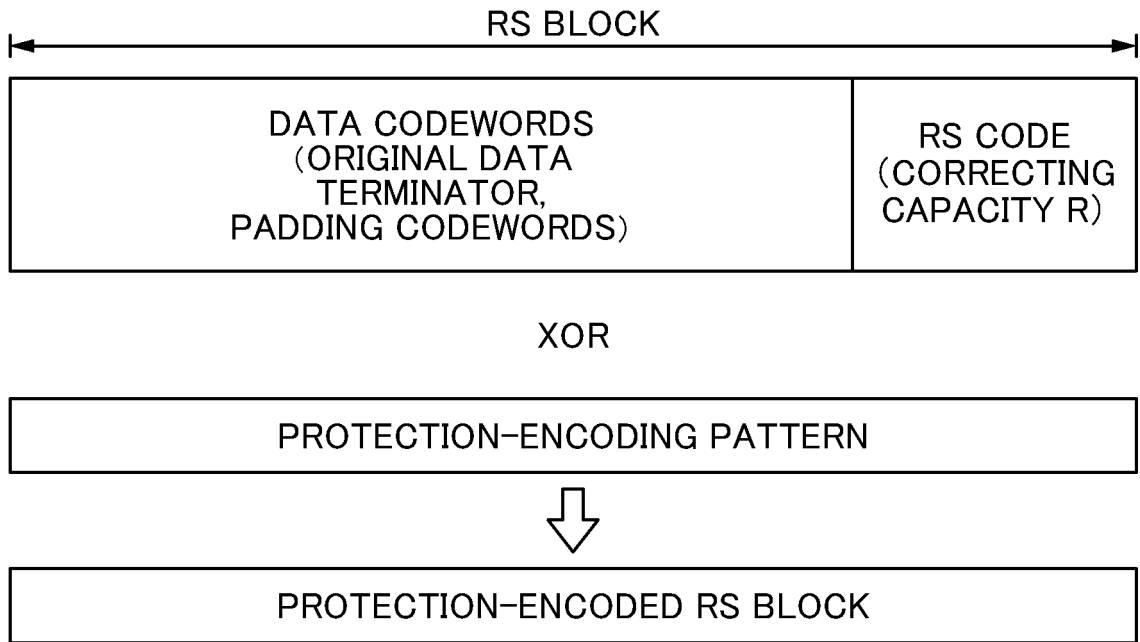 RS BLOCK
DATA CODEWORDS
(ORIGINAL DATA
TERMINATOR,
PADDING CODEWORDS)
RS CODE
(CORRECTING
CAPACITY R)
XOR
PROTECTION-ENCODING PATTERN
PROTECTION-ENCODED RS BLOCK